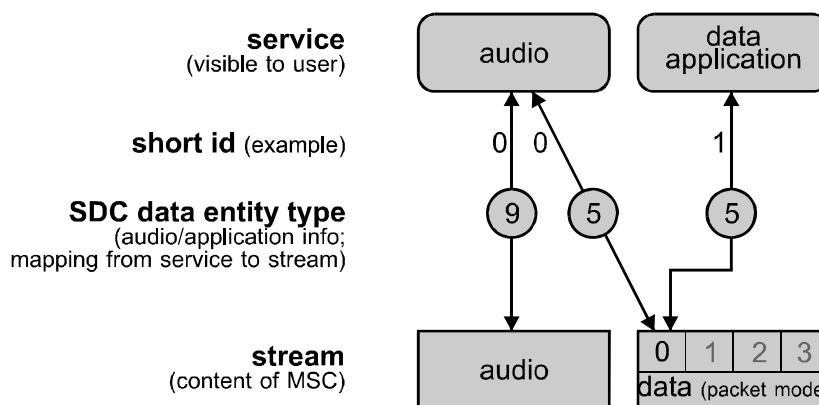 service
(visible to user)
audio
data
application
short id (example)
0 0 1
SDC data entity type
(audio/application info;
mapping from service to stream)
9 5 5
stream
(content of MSC)
audio
0 1 2 3
data (packet mode